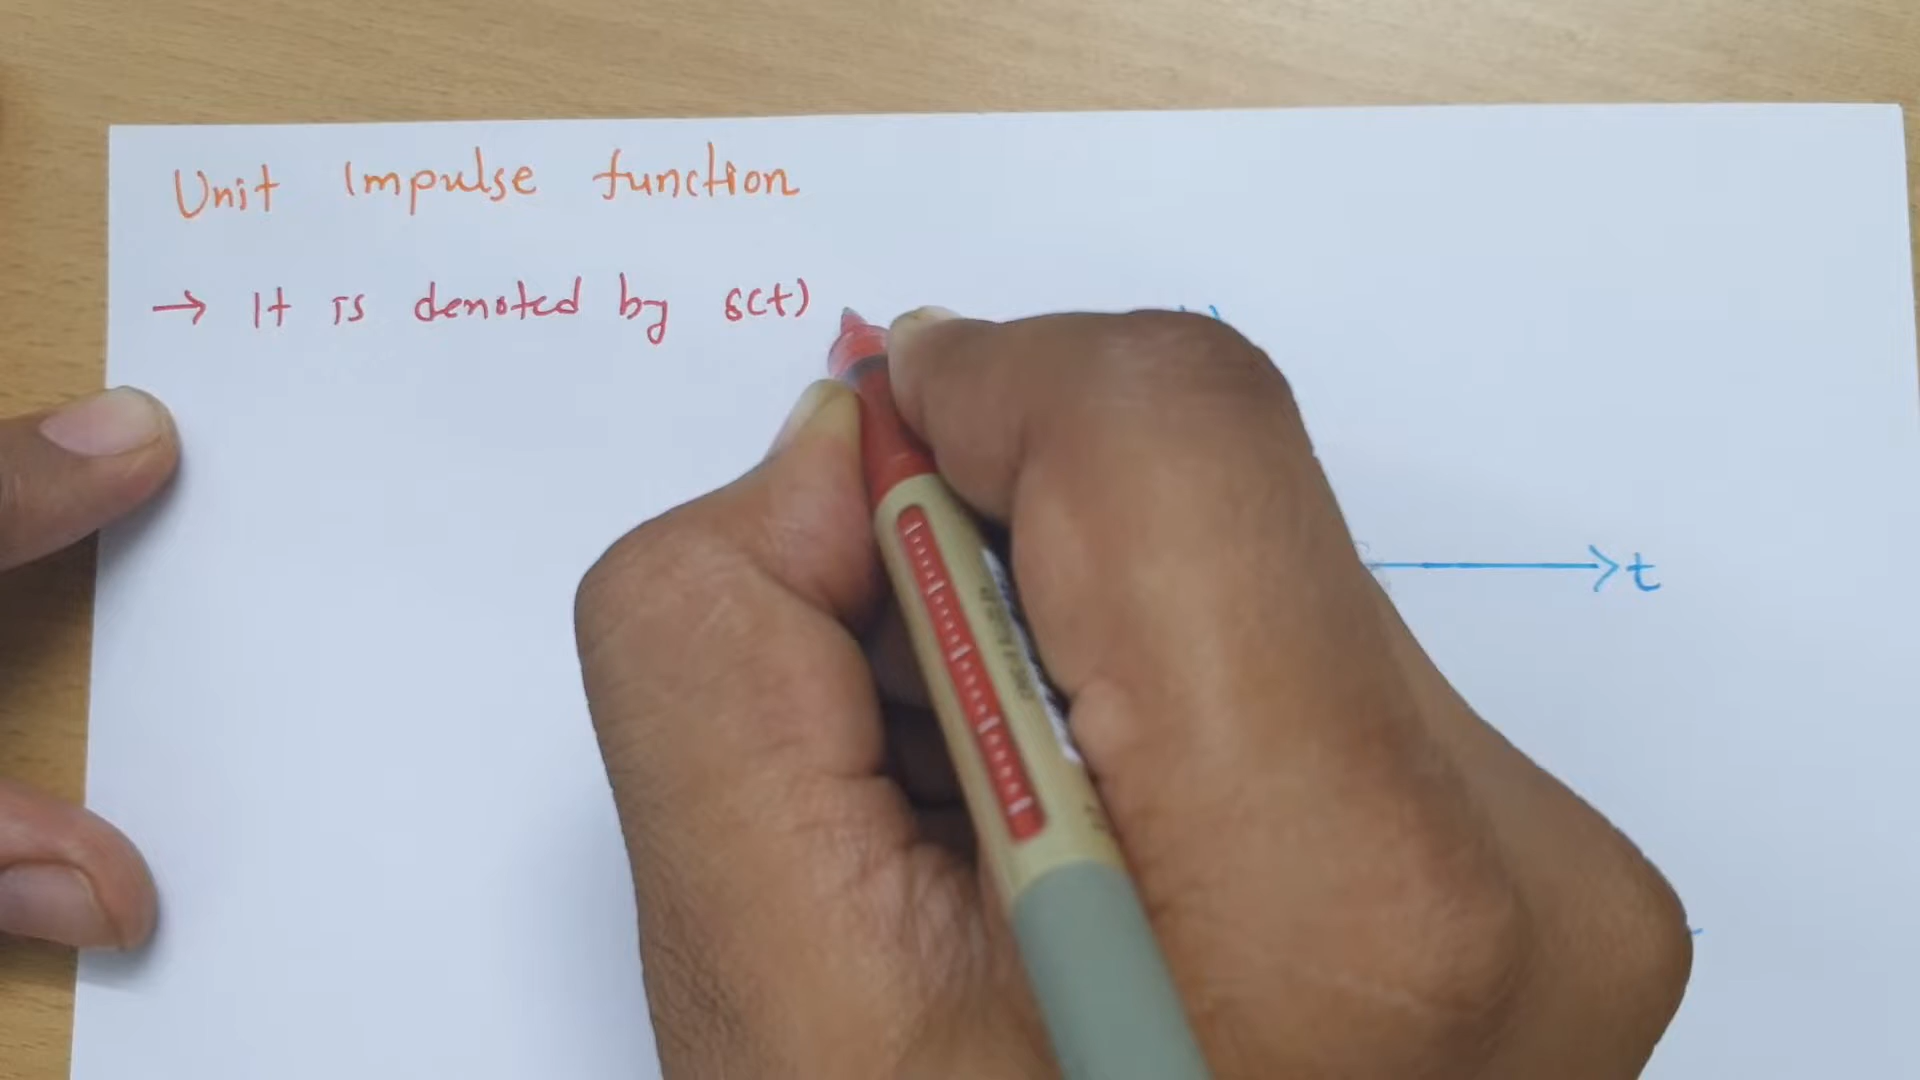 Unit Impulse function
→ It is denoted by δ(t)
t